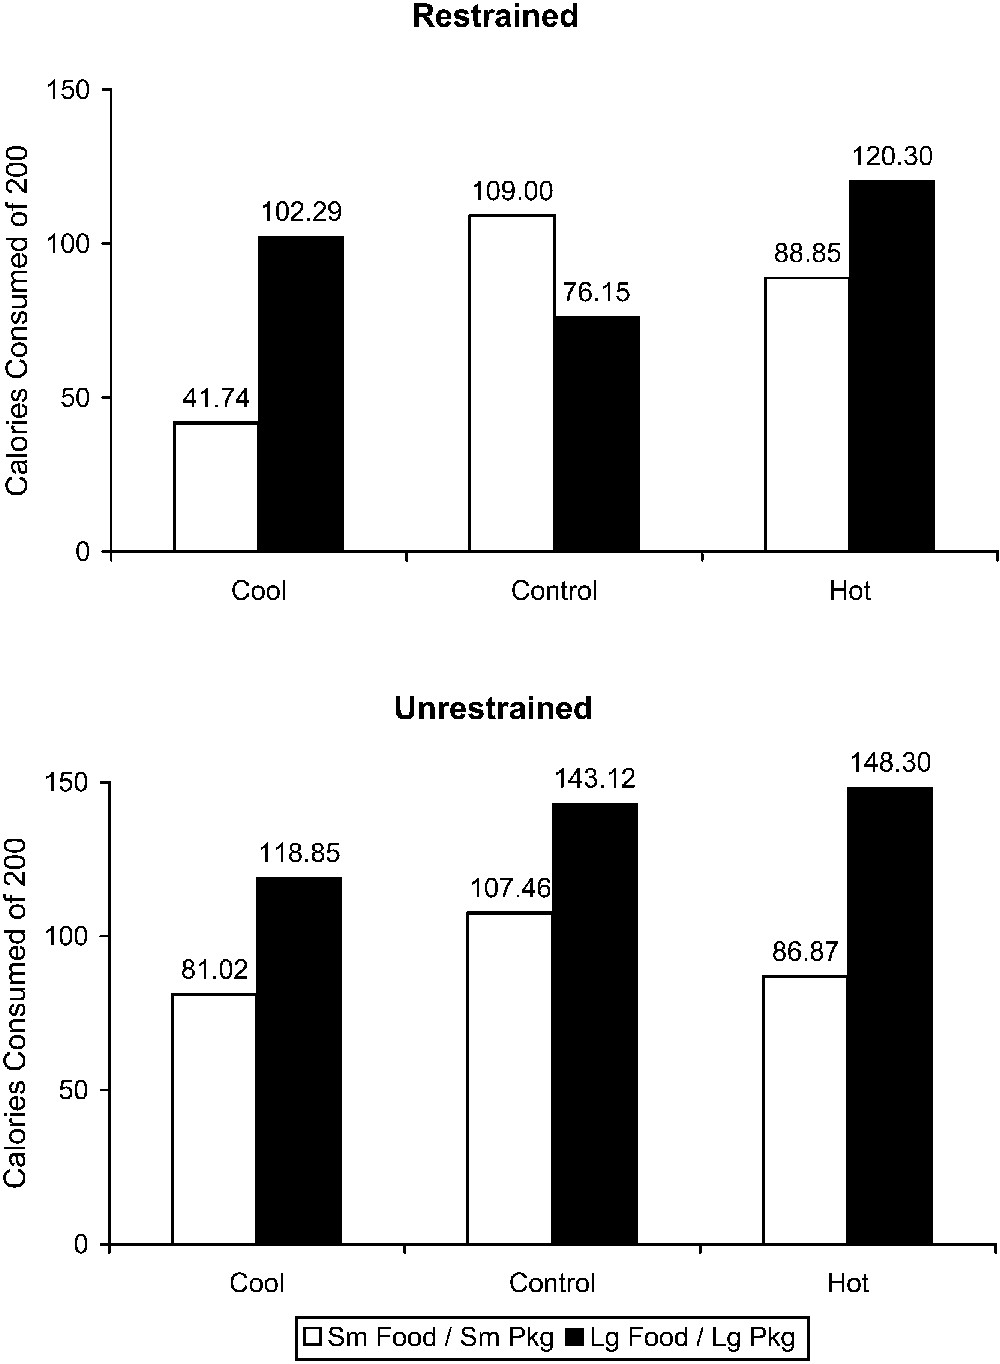 Restrained
150
120.30
109.00
102.29
100
88.85
76.15
50
41.74
0
Calories Consumed of 200
Cool Control Hot
Unrestrained
148.30
150
143.12
118.85
107.46
100
86.87
81.02
50
0
Calories Consumed of 200
Cool Control Hot
Sm Food / Sm Pkg Lg Food / Lg Pkg